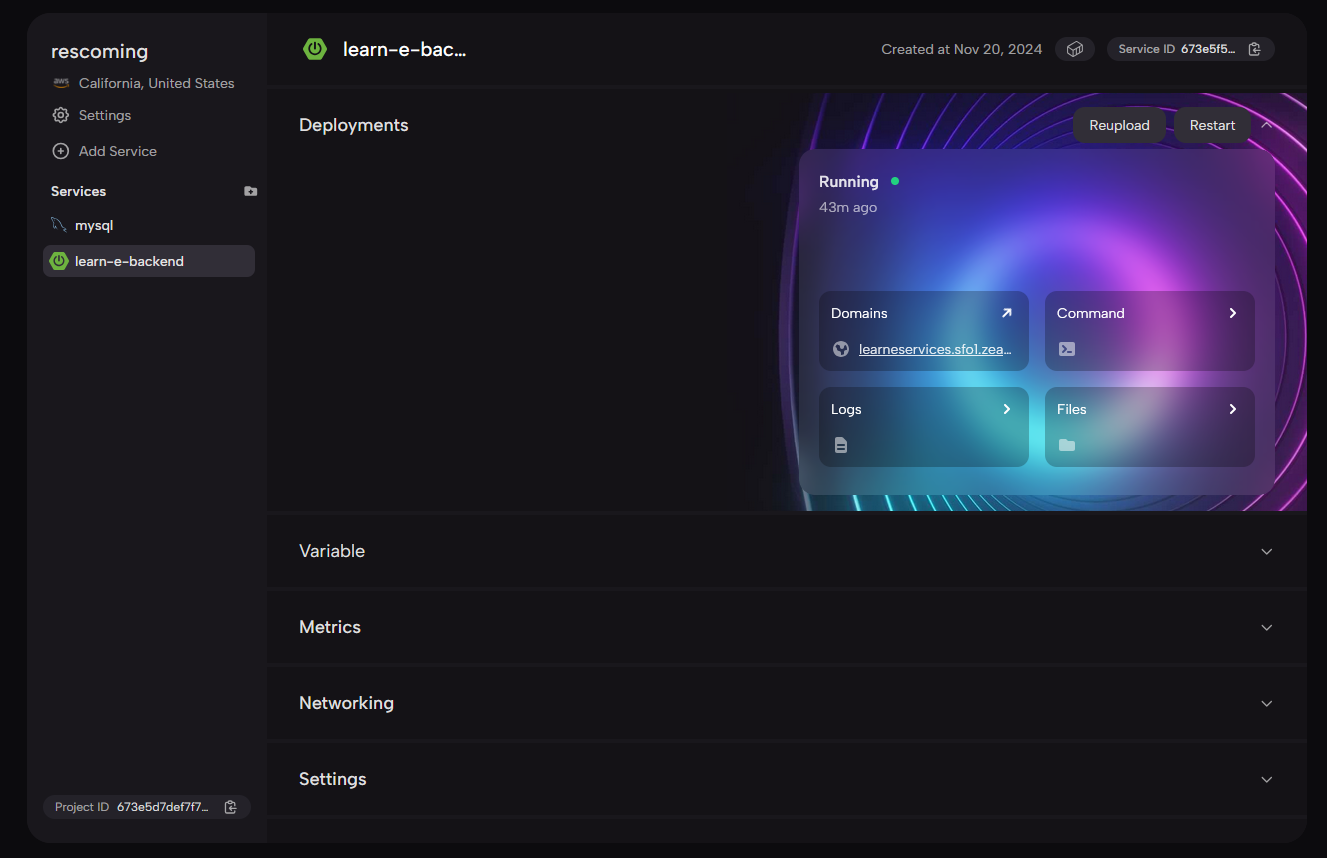 rescoming
aws California, United States
Settings
Add Service
Services
mysql
learn-e-backend
Project ID 673e5d7def7f7...
learn-e-bac...
Created at Nov 20, 2024
Service ID 673e5f5...
Deployments
Reupload
Restart
Running
43m ago
Domains
learneservices.sfo1.zea...
Command
Logs
Files
Variable
Metrics
Networking
Settings